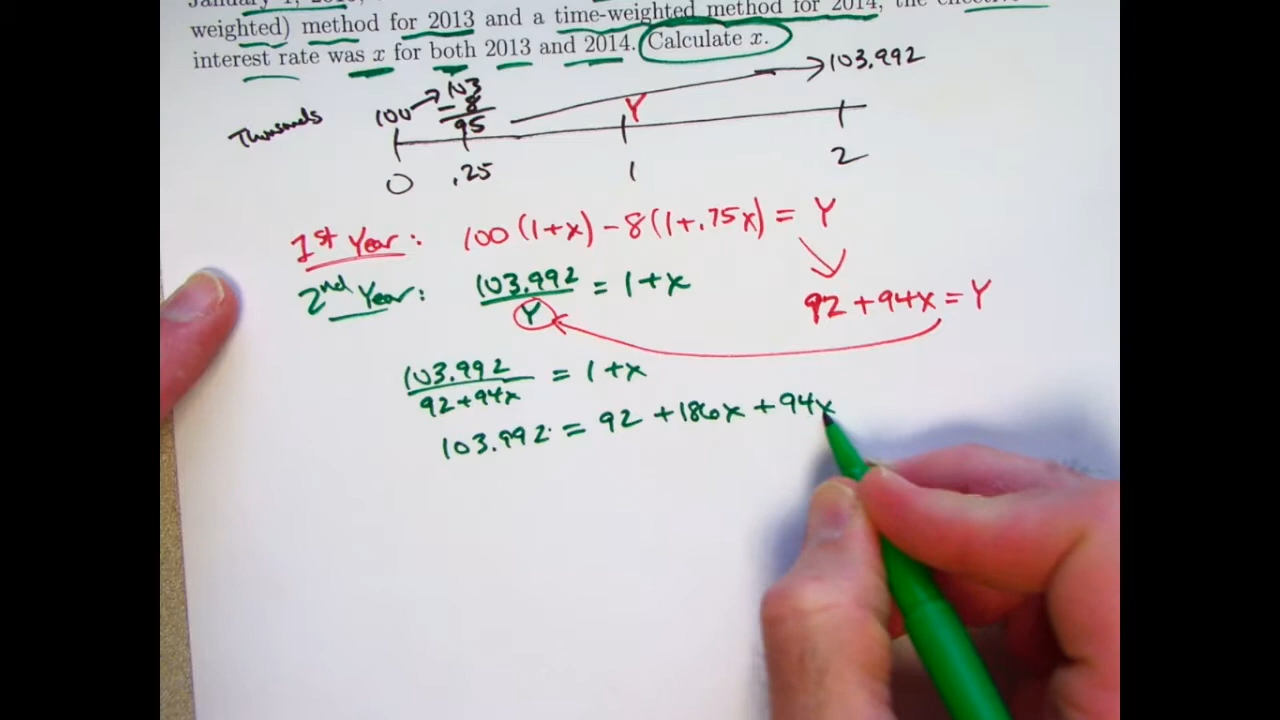 weighted) method for 2013 and a time-weighted method for 2014, the
interest rate was x for both 2013 and 2014. Calculate x.
103.992
103
100
- 8
95
Y
Thousands
0
.25
1
2
1st Year: 100(1+x) - 8(1+.75x) = Y
2nd Year: 103.992 / Y = 1+x
92+94x = Y
103.992 / 92+94x = 1+x
103.992 = 92 + 186x + 94x